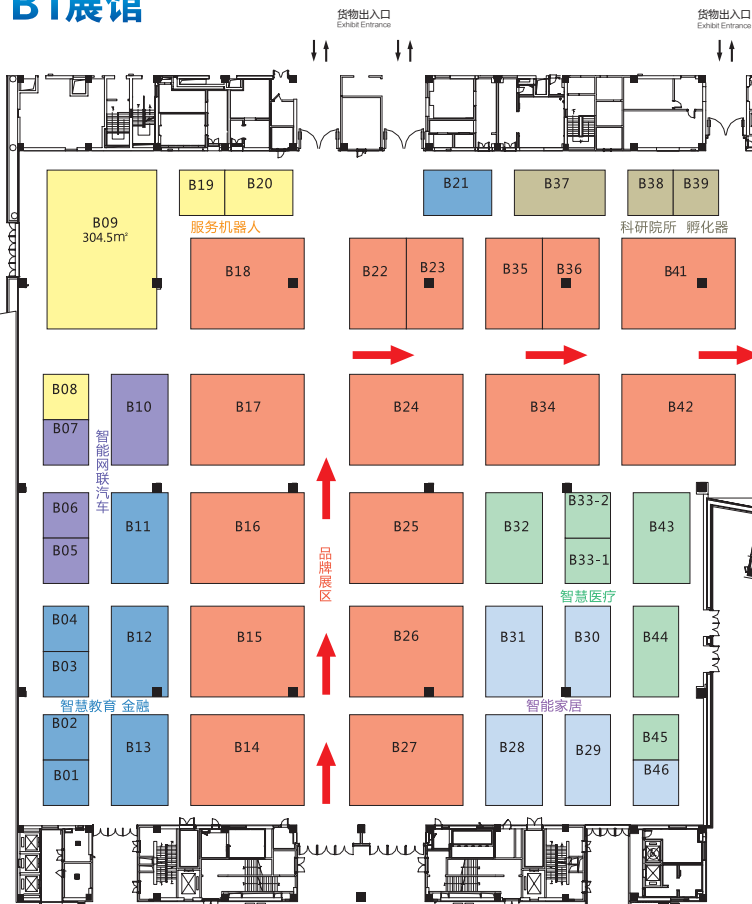 B1展馆
货物出入口
Exhibit Entrance
货物出入口
Exhibit Entrance
B09
304.5㎡
B19
B20
服务机器人
B21
B37
B38
B39
科研院所 孵化器
B18
B22
B23
B35
B36
B41
B08
B07
B10
智能网联汽车
B17
B24
B34
B42
B06
B05
B11
B16
品牌展区
B25
B32
B33-2
B33-1
B43
智慧医疗
B04
B03
B12
B15
B26
B31
B30
B44
智慧教育 金融
智能家居
B02
B01
B13
B14
B27
B28
B29
B45
B46